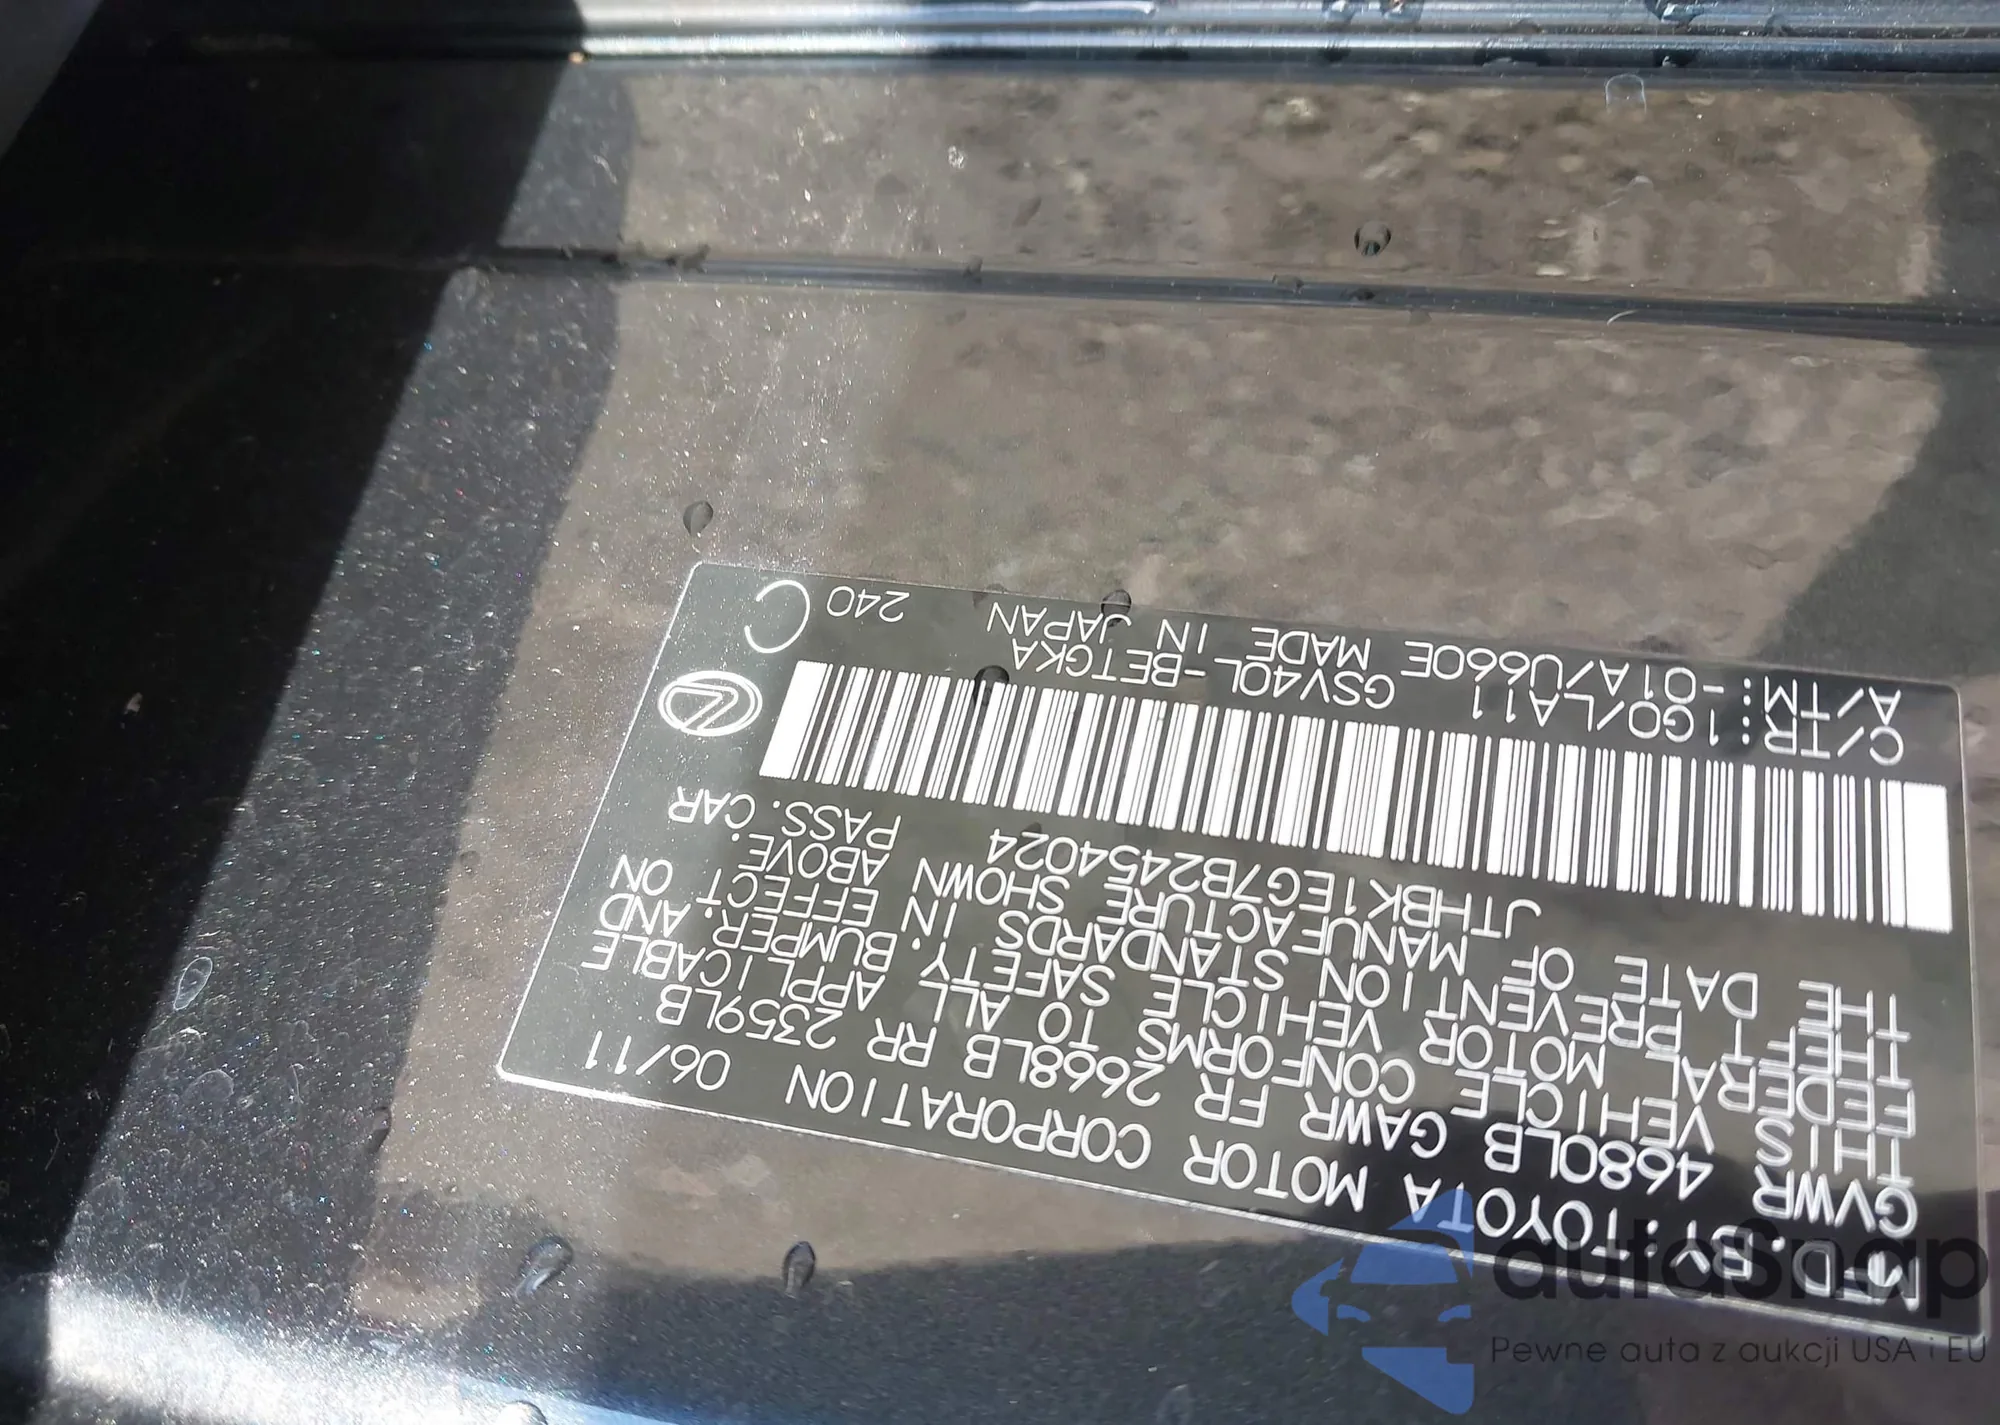 MFD. BY:TOYOTA MOTOR CORPORATION 06/11
GVWR 4680LB GAWR FR 2668LB RR 2359LB
THIS VEHICLE CONFORMS TO ALL APPLICABLE
FEDERAL MOTOR VEHICLE SAFETY, BUMPER, AND
THEFT PREVENTION STANDARDS IN EFFECT ON
THE DATE OF MANUFACTURE SHOWN ABOVE.
JTHBK1EG7B2454024 PASS. CAR
C/TR:1G0/LA11 GSV40L-BETGKA
A/TM:-01A/U660E MADE IN JAPAN 240 C
autoSnap
Pewne auta z aukcji USA i EU